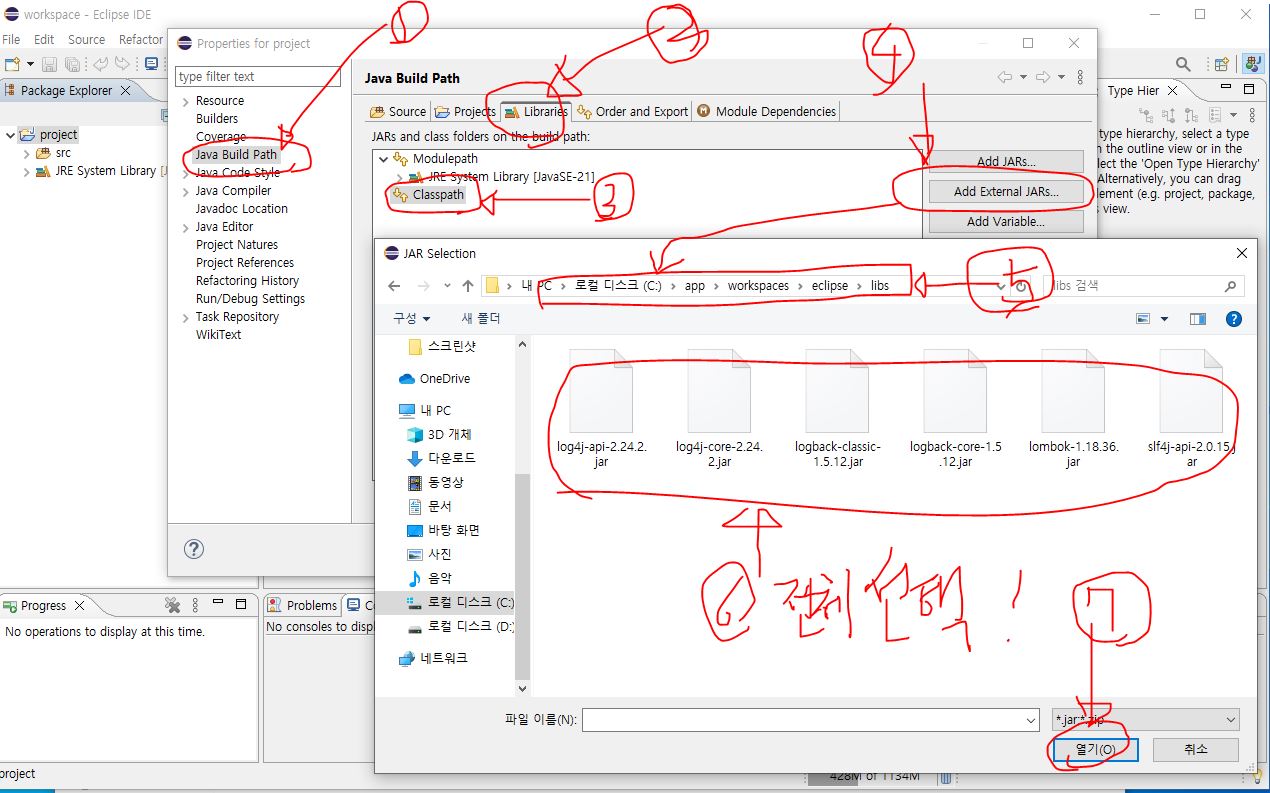 workspace - Eclipse IDE
①
②
④
File Edit Source Refactor
Properties for project
type filter text
Java Build Path
Package Explorer
Type Hier
Resource
Builders
Coverage
Java Build Path
Java Code Style
Java Compiler
Javadoc Location
Java Editor
Project Natures
Project References
Refactoring History
Run/Debug Settings
Task Repository
WikiText
Source Projects Libraries Order and Export Module Dependencies
JARs and class folders on the build path:
Modulepath
JRE System Library [JavaSE-21]
Classpath
③
Add JARs...
Add External JARs...
Add Variable...
project
src
JRE System Library [J
type hierarchy, select a type
the outline view or in the
lect the 'Open Type Hierarchy'
Alternatively, you can drag
lement (e.g. project, package,
s view.
JAR Selection
⑤
내 PC > 로컬 디스크 (C:) > app > workspaces > eclipse > libs
libs 검색
구성 새 폴더
스크린샷
OneDrive
내 PC
3D 개체
다운로드
동영상
문서
바탕 화면
사진
음악
로컬 디스크 (C:)
로컬 디스크 (D:)
네트워크
log4j-api-2.24.2.
jar
log4j-core-2.24.
2.jar
logback-classic-
1.5.12.jar
logback-core-1.5
.12.jar
lombok-1.18.36.
jar
slf4j-api-2.0.15.j
ar
⑥ 전체 선택!
⑦
파일 이름(N):
*.jar;*.zip
열기(O) 취소
Progress
No operations to display at this time.
Problems Co
No consoles to displ
project
428M of 1134M